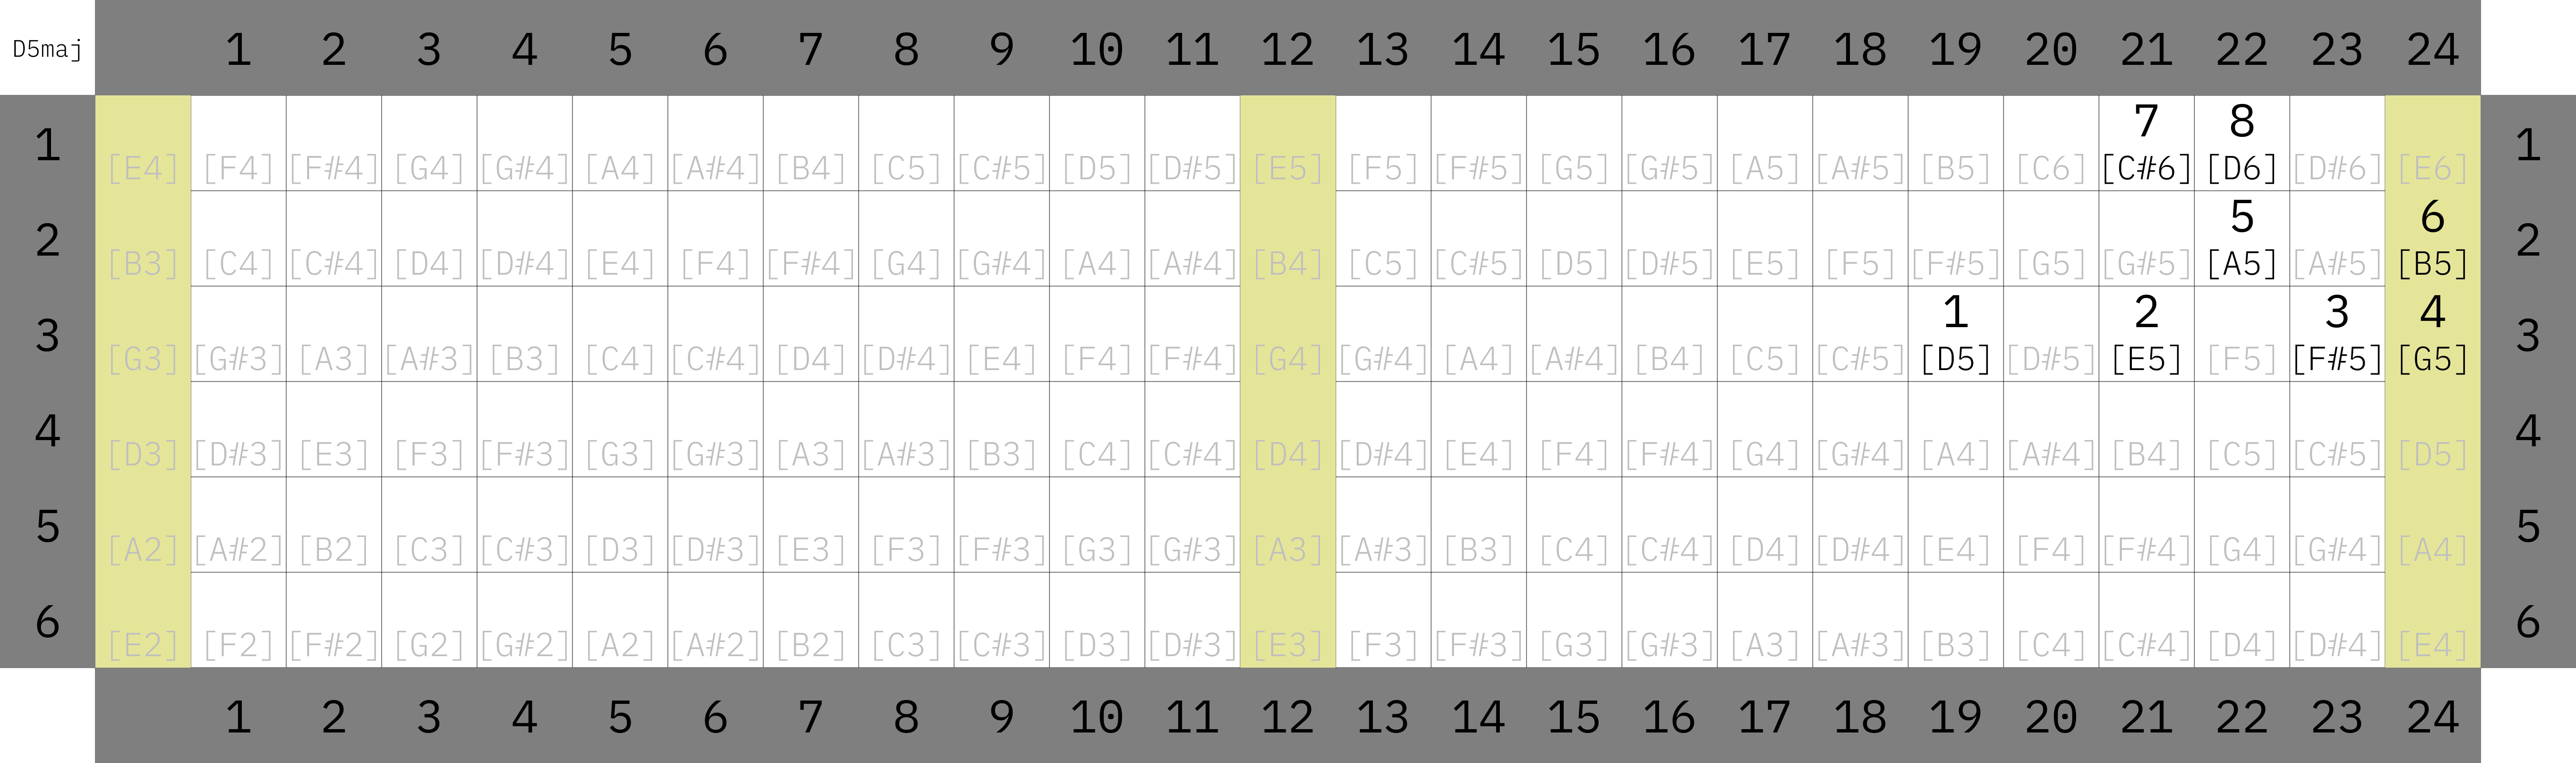 D5maj 1 2 3 4 5 6 7 8 9 10 11 12 13 14 15 16 17 18 19 20 21 22 23 24
7 8
1 [E4] [F4] [F#4] [G4] [G#4] [A4] [A#4] [B4] [C5] [C#5] [D5] [D#5] [E5] [F5] [F#5] [G5] [G#5] [A5] [A#5] [B5] [C6] [C#6] [D6] [D#6] [E6] 1
5 6
2 [B3] [C4] [C#4] [D4] [D#4] [E4] [F4] [F#4] [G4] [G#4] [A4] [A#4] [B4] [C5] [C#5] [D5] [D#5] [E5] [F5] [F#5] [G5] [G#5] [A5] [A#5] [B5] 2
1 2 3 4
3 [G3] [G#3] [A3] [A#3] [B3] [C4] [C#4] [D4] [D#4] [E4] [F4] [F#4] [G4] [G#4] [A4] [A#4] [B4] [C5] [C#5] [D5] [D#5] [E5] [F5] [F#5] [G5] 3
4 [D3] [D#3] [E3] [F3] [F#3] [G3] [G#3] [A3] [A#3] [B3] [C4] [C#4] [D4] [D#4] [E4] [F4] [F#4] [G4] [G#4] [A4] [A#4] [B4] [C5] [C#5] [D5] 4
5 [A2] [A#2] [B2] [C3] [C#3] [D3] [D#3] [E3] [F3] [F#3] [G3] [G#3] [A3] [A#3] [B3] [C4] [C#4] [D4] [D#4] [E4] [F4] [F#4] [G4] [G#4] [A4] 5
6 [E2] [F2] [F#2] [G2] [G#2] [A2] [A#2] [B2] [C3] [C#3] [D3] [D#3] [E3] [F3] [F#3] [G3] [G#3] [A3] [A#3] [B3] [C4] [C#4] [D4] [D#4] [E4] 6
1 2 3 4 5 6 7 8 9 10 11 12 13 14 15 16 17 18 19 20 21 22 23 24